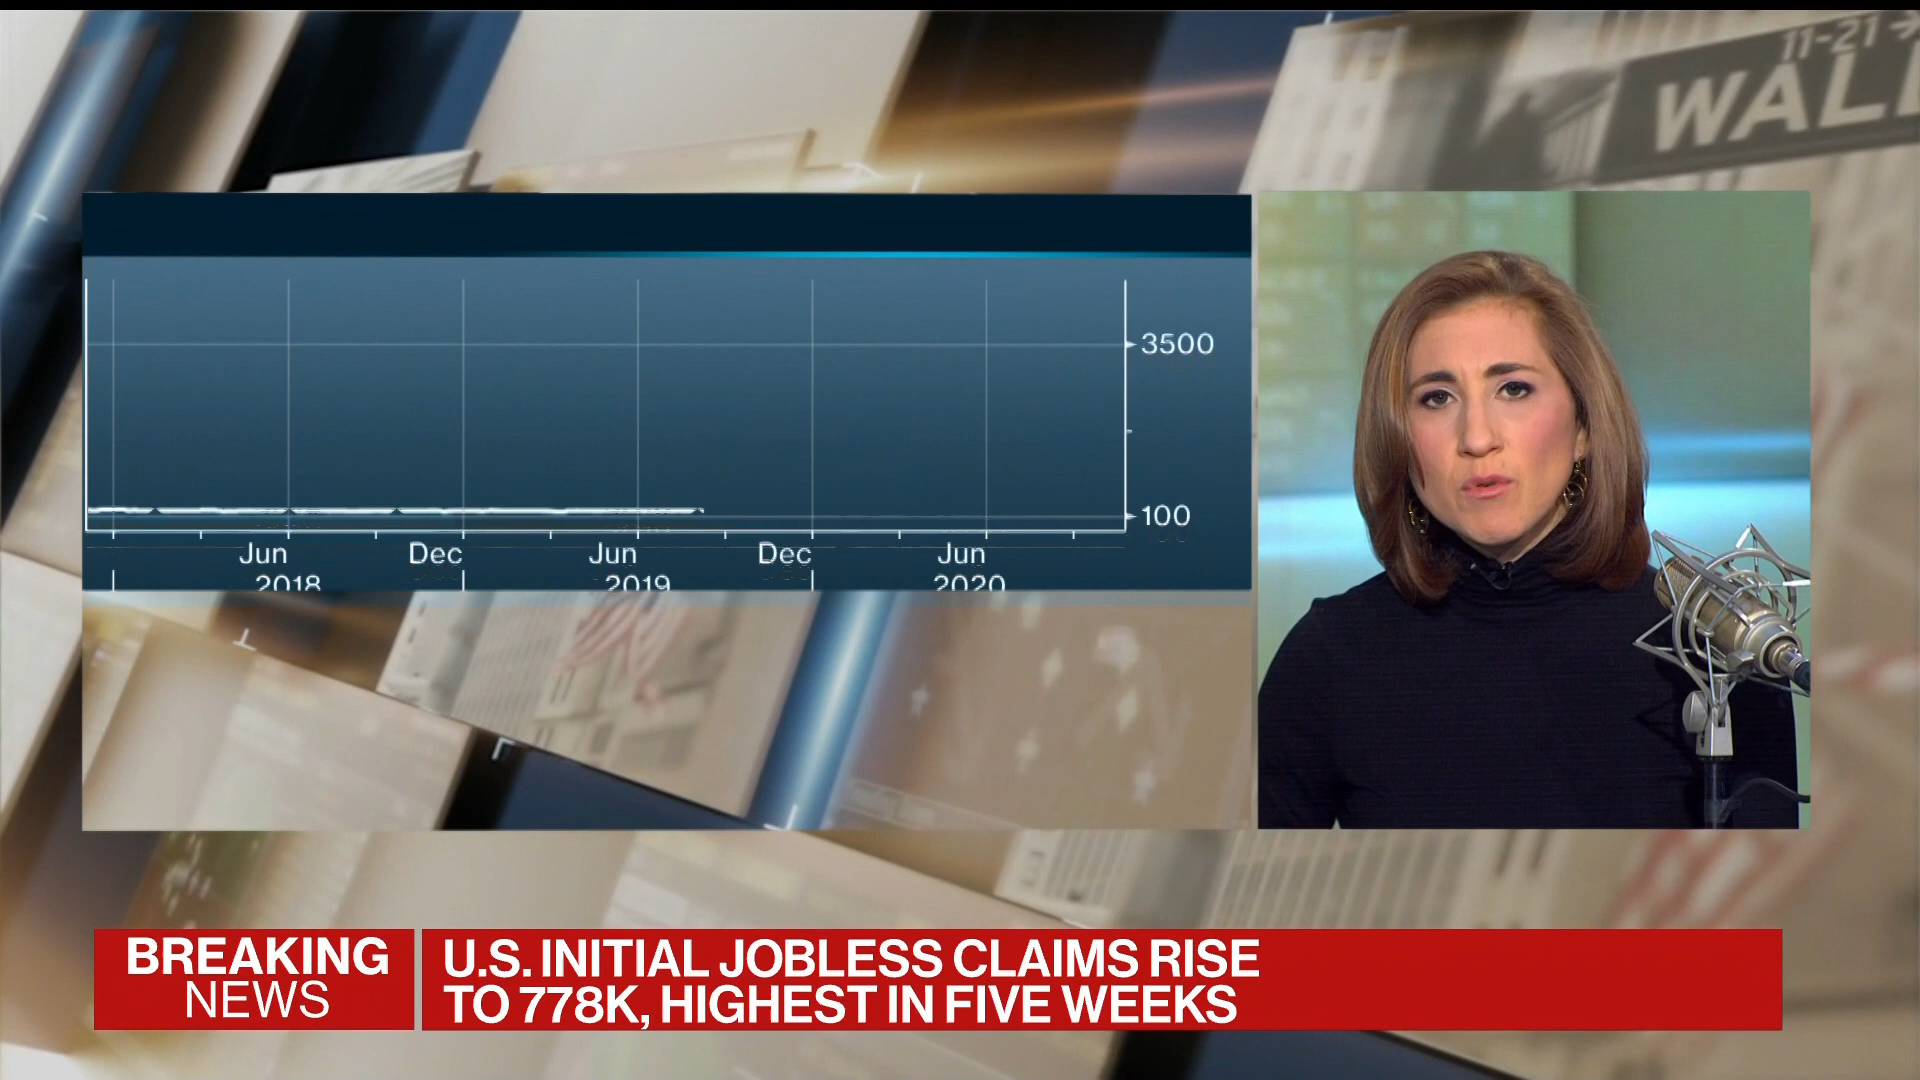 11-21
WALL
3500
100
Jun
Dec
Jun
Dec
Jun
2018
2019
2020
BREAKING
NEWS
U.S. INITIAL JOBLESS CLAIMS RISE
TO 778K, HIGHEST IN FIVE WEEKS